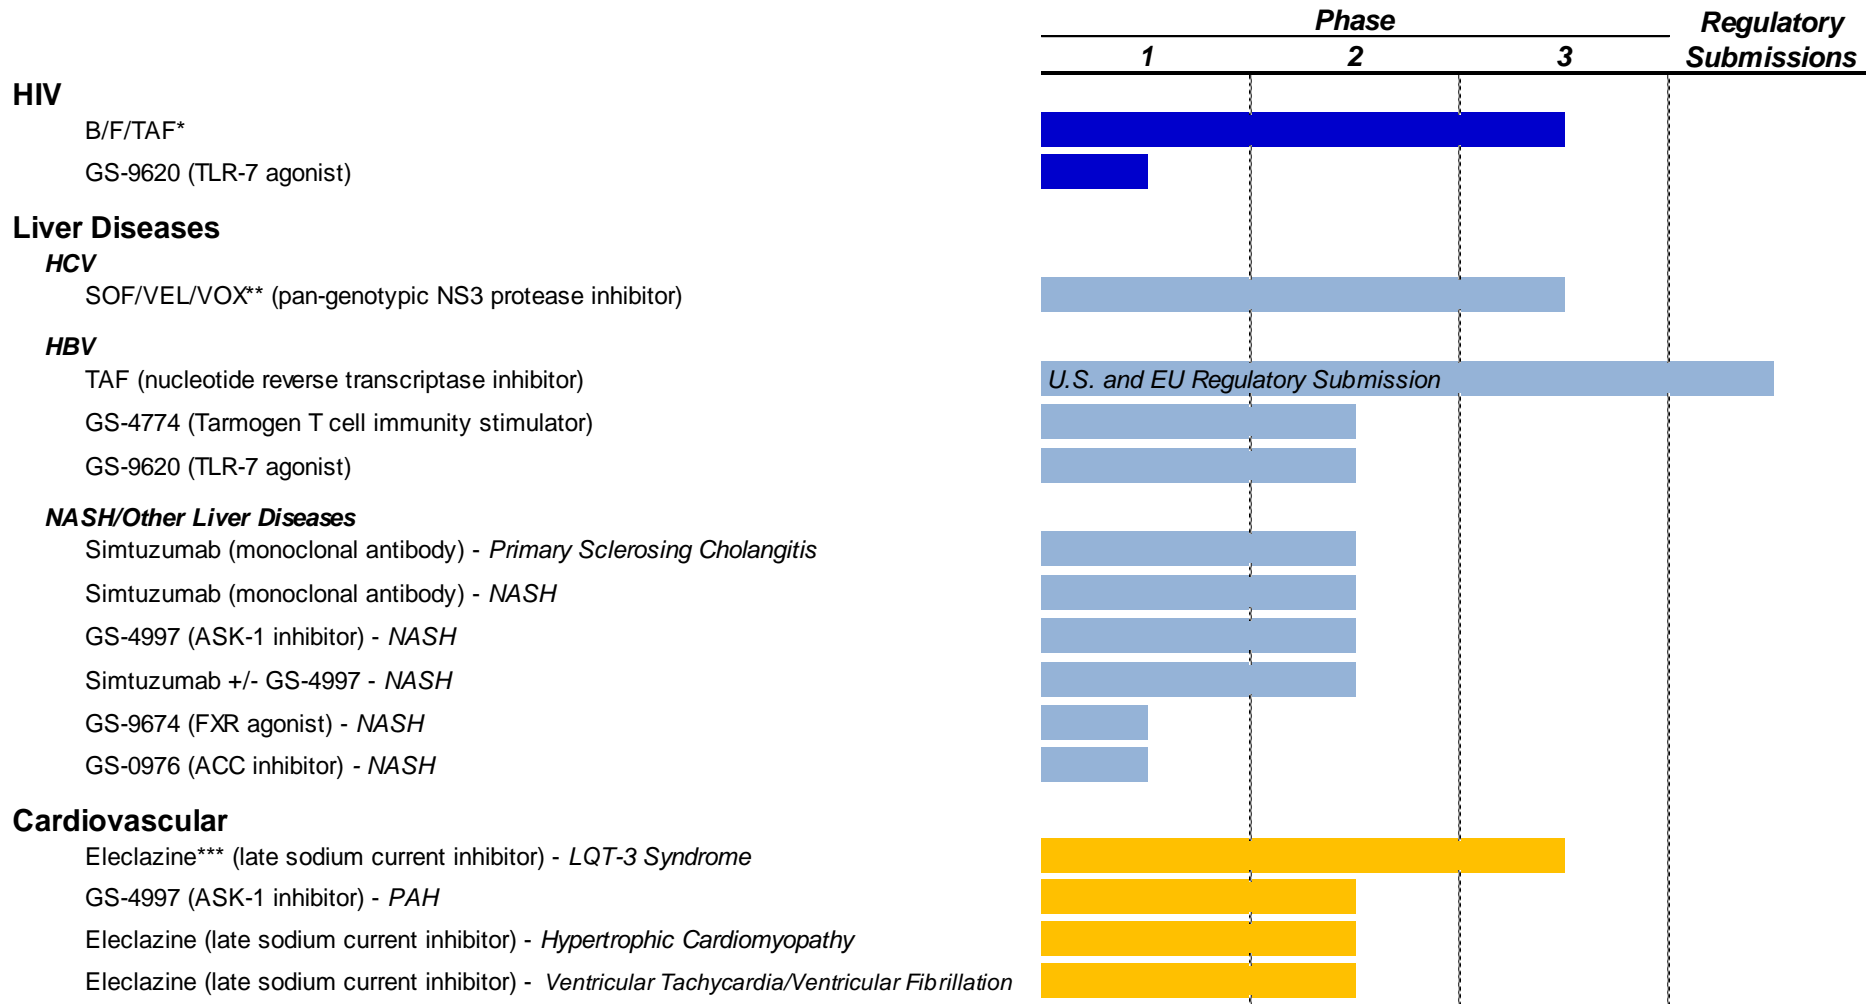 Phase
Regulatory
1 2 3 Submissions
HIV
B/F/TAF*
GS-9620 (TLR-7 agonist)
Liver Diseases
HCV
SOF/VEL/VOX** (pan-genotypic NS3 protease inhibitor)
HBV
TAF (nucleotide reverse transcriptase inhibitor) U.S. and EU Regulatory Submission
GS-4774 (Tarmogen T cell immunity stimulator)
GS-9620 (TLR-7 agonist)
NASH/Other Liver Diseases
Simtuzumab (monoclonal antibody) - Primary Sclerosing Cholangitis
Simtuzumab (monoclonal antibody) - NASH
GS-4997 (ASK-1 inhibitor) - NASH
Simtuzumab +/- GS-4997 - NASH
GS-9674 (FXR agonist) - NASH
GS-0976 (ACC inhibitor) - NASH
Cardiovascular
Eleclazine*** (late sodium current inhibitor) - LQT-3 Syndrome
GS-4997 (ASK-1 inhibitor) - PAH
Eleclazine (late sodium current inhibitor) - Hypertrophic Cardiomyopathy
Eleclazine (late sodium current inhibitor) - Ventricular Tachycardia/Ventricular Fibrillation